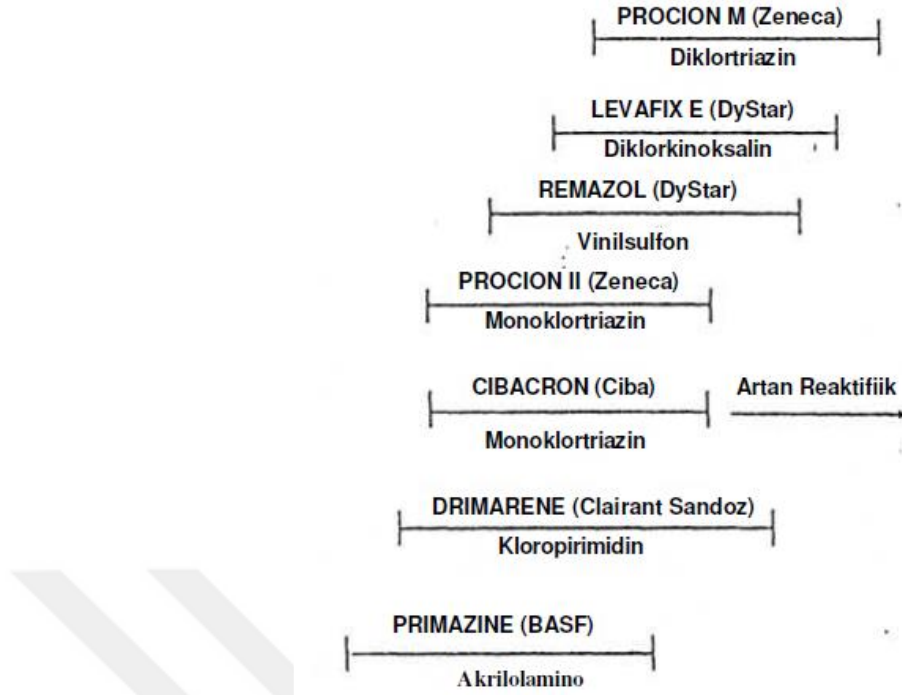 PROCION M (Zeneca)
Diklortriazin
LEVAFIX E (DyStar)
Diklorkinoksalin
REMAZOL (DyStar)
Vinilsulfon
PROCION II (Zeneca)
Monoklortriazin
CIBACRON (Ciba)
Artan Reaktifiik
Monoklortriazin
DRIMARENE (Clairant Sandoz)
Kloropirimidin
PRIMAZINE (BASF)
Akrilolamino